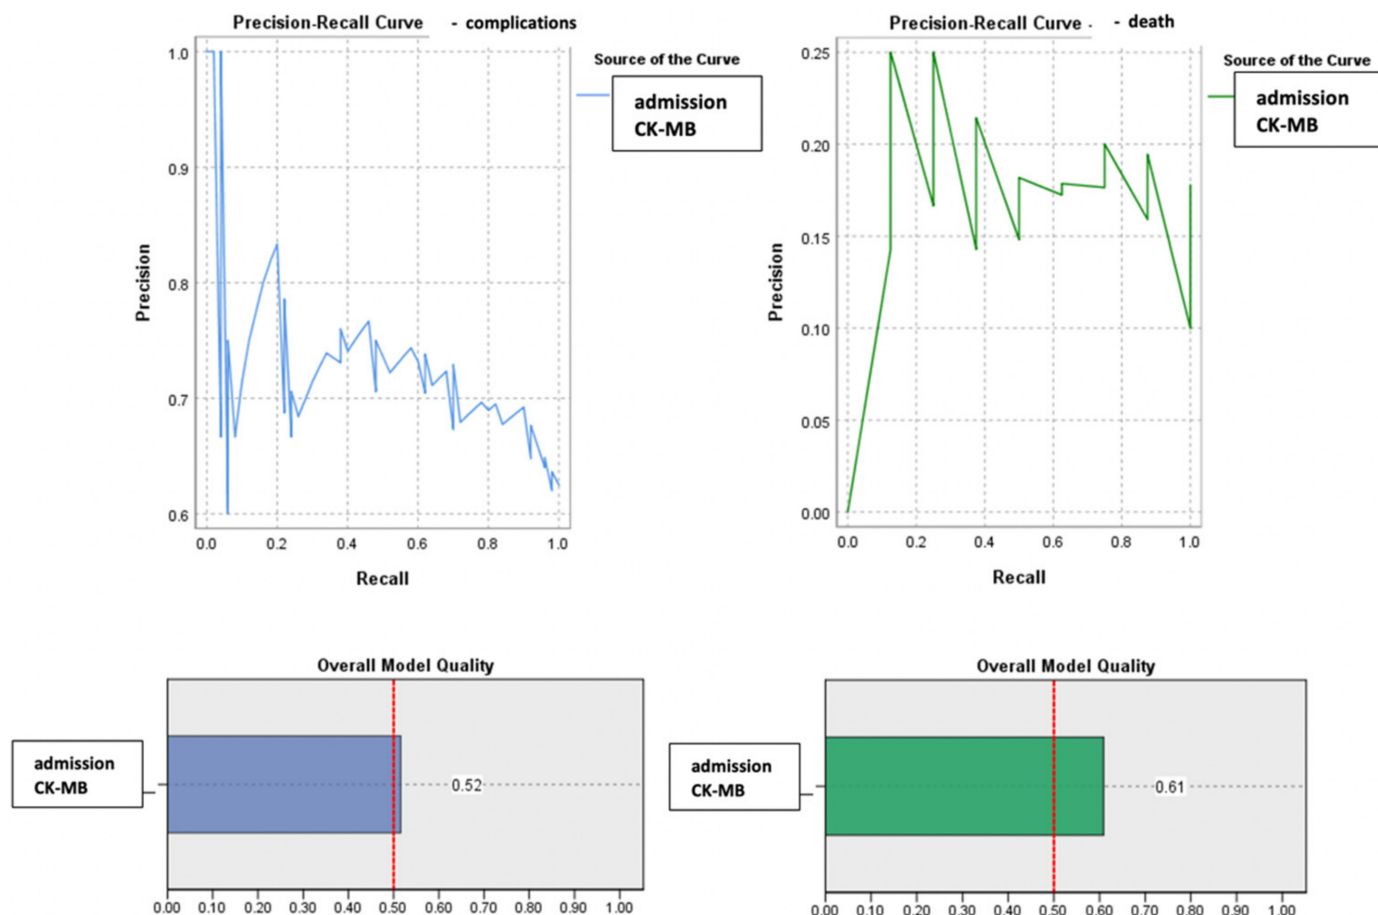 Precision-Recall Curve - complications
Source of the Curve
admission
CK-MB
Precision
1.0
0.9
0.8
0.7
0.6
0.0 0.2 0.4 0.6 0.8 1.0
Recall
Precision-Recall Curve - death
Source of the Curve
admission
CK-MB
Precision
0.25
0.20
0.15
0.10
0.05
0.00
0.0 0.2 0.4 0.6 0.8 1.0
Recall
Overall Model Quality
admission
CK-MB
0.52
0.00 0.10 0.20 0.30 0.40 0.50 0.60 0.70 0.80 0.90 1.00
Overall Model Quality
admission
CK-MB
0.61
0.00 0.10 0.20 0.30 0.40 0.50 0.60 0.70 0.80 0.90 1.00